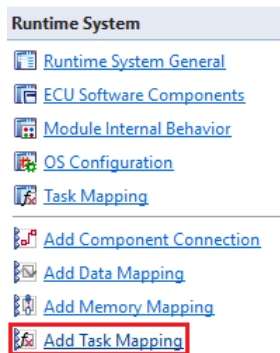 Runtime System
Runtime System General
ECU Software Components
Module Internal Behavior
OS Configuration
Task Mapping
Add Component Connection
Add Data Mapping
Add Memory Mapping
Add Task Mapping